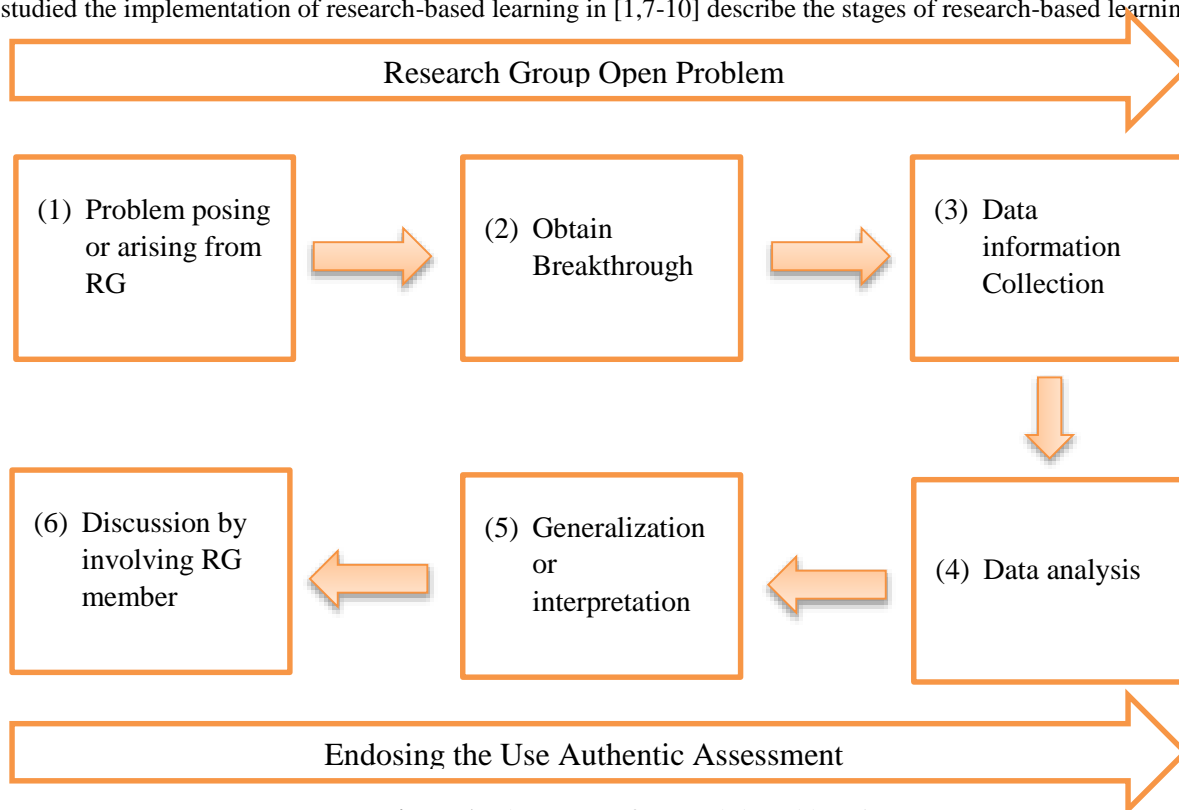 studied the implementation of research-based learning in [1,7-10] describe the stages of research-based learnin
Research Group Open Problem
(1) Problem posing
or arising from
RG
(2) Obtain
Breakthrough
(3) Data
information
Collection
(4) Data analysis
(5) Generalization
or
interpretation
(6) Discussion by
involving RG
member
Endosing the Use Authentic Assessment